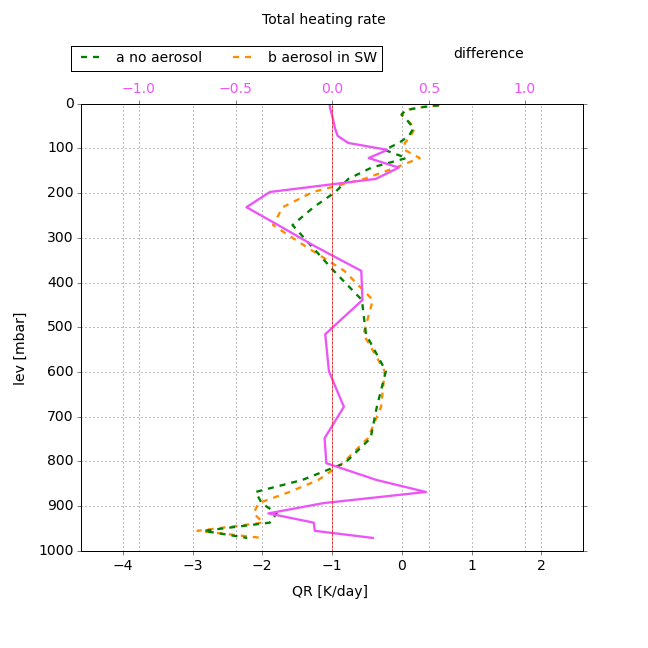 Total heating rate
a no aerosol b aerosol in SW difference
−1.0 −0.5 0.0 0.5 1.0
0
100
200
300
400
500
600
700
800
900
1000
lev [mbar]
−4 −3 −2 −1 0 1 2
QR [K/day]